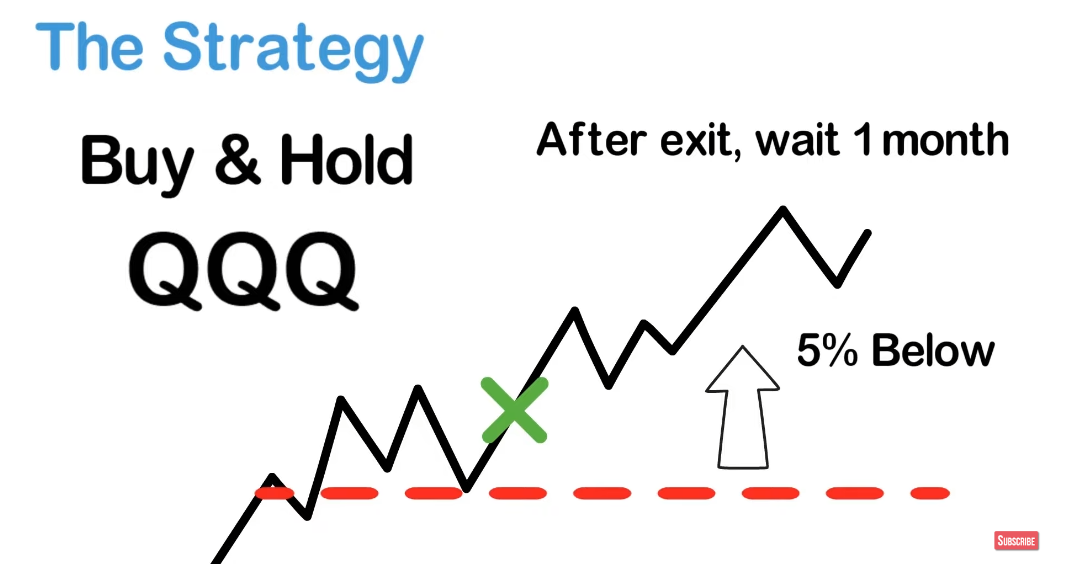 The Strategy
Buy & Hold
QQQ
After exit, wait 1 month
5% Below
SUBSCRIBE